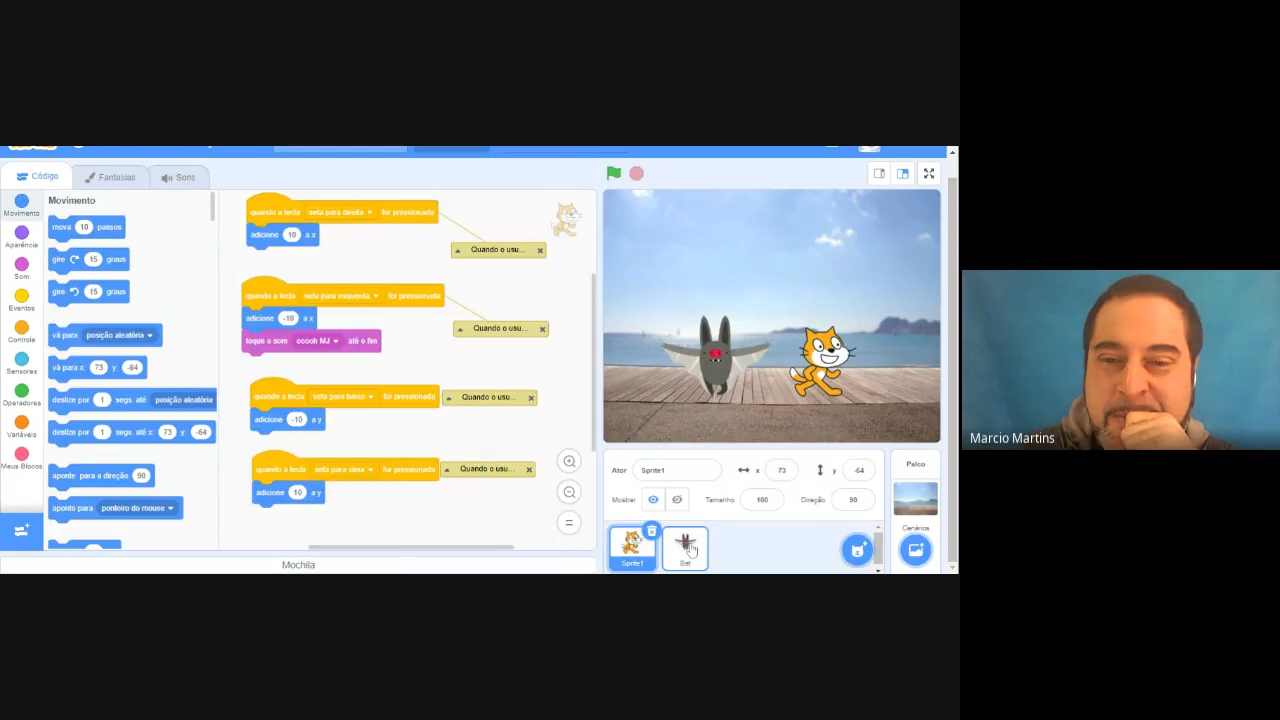 Código
Fantasias
Sons
Movimento
Movimento
Aparência
Som
Eventos
Controle
Sensores
Operadores
Variáveis
Meus Blocos
mova 10 passos
gire 15 graus
gire 15 graus
vá para posição aleatória
vá para x: 73 y: -64
deslize por 1 segs. até posição aleatória
deslize por 1 segs. até x: 73 y: -64
aponte para a direção 90
aponte para ponteiro do mouse
quando a tecla seta para direita for pressionada
adicione 10 a x
Quando o usu...
quando a tecla seta para esquerda for pressionada
adicione -10 a x
toque o som ooooh MJ até o fim
Quando o usu...
quando a tecla seta para baixo for pressionada
adicione -10 a y
Quando o usu...
quando a tecla seta para cima for pressionada
adicione 10 a y
Quando o usu...
Mochila
Ator Sprite1 x 73 y -64
Mostrar Tamanho 100 Direção 90
Sprite1
Bat
Palco
Cenários
Marcio Martins